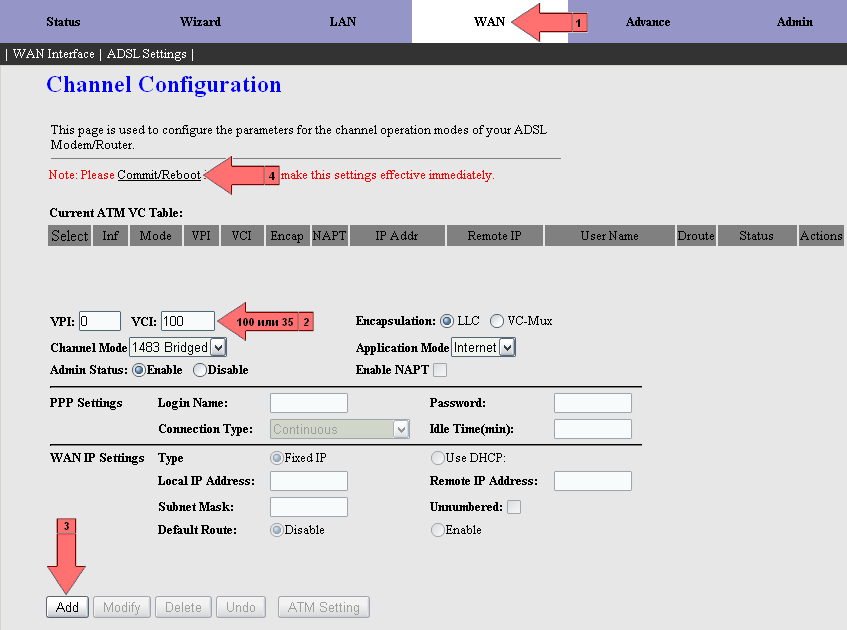 Status Wizard LAN WAN 1 Advance Admin
| WAN Interface | ADSL Settings |
Channel Configuration
This page is used to configure the parameters for the channel operation modes of your ADSL
Modem/Router.
Note: Please Commit/Reboot 4 make this settings effective immediately.
Current ATM VC Table:
Select Inf Mode VPI VCI Encap NAPT IP Addr Remote IP User Name Droute Status Actions
VPI: 0 VCI: 100 100 или 35 2 Encapsulation: LLC VC-Mux
Channel Mode 1483 Bridged Application Mode Internet
Admin Status: Enable Disable Enable NAPT
PPP Settings Login Name: Password:
Connection Type: Continuous Idle Time(min):
WAN IP Settings Type Fixed IP Use DHCP:
Local IP Address: Remote IP Address:
Subnet Mask: Unnumbered:
3 Default Route: Disable Enable
Add Modify Delete Undo ATM Setting